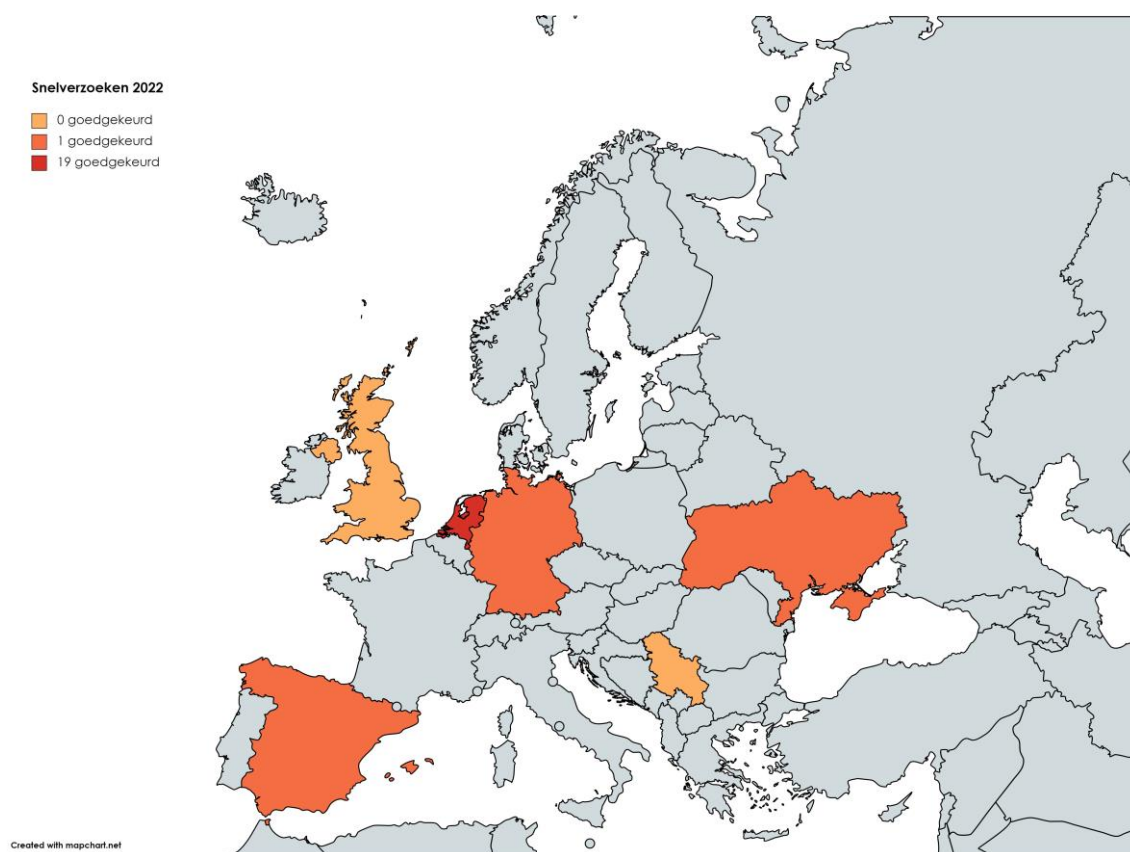 Snelverzoeken 2022
0 goedgekeurd
1 goedgekeurd
19 goedgekeurd
Created with mapchart.net